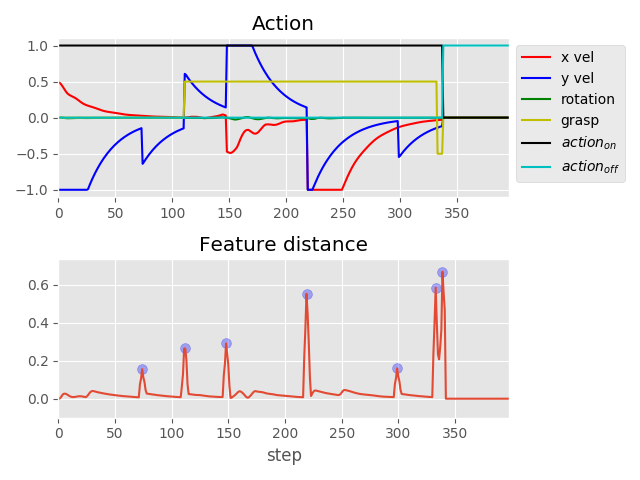 Action
1.0
0.5
0.0
−0.5
−1.0
0 50 100 150 200 250 300 350
x vel
y vel
rotation
grasp
action_on
action_off
Feature distance
0.6
0.4
0.2
0.0
0 50 100 150 200 250 300 350
step